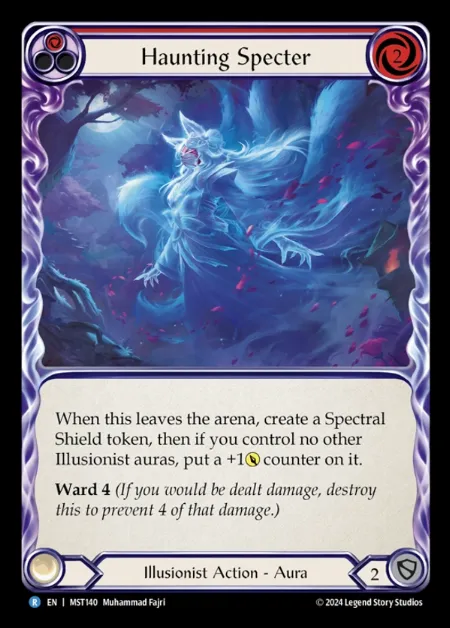 Haunting Specter
2
When this leaves the arena, create a Spectral
Shield token, then if you control no other
Illusionist auras, put a +1 counter on it.
Ward 4 (If you would be dealt damage, destroy
this to prevent 4 of that damage.)
Illusionist Action - Aura
2
R EN | MST140 Muhammad Fajri
© 2024 Legend Story Studios